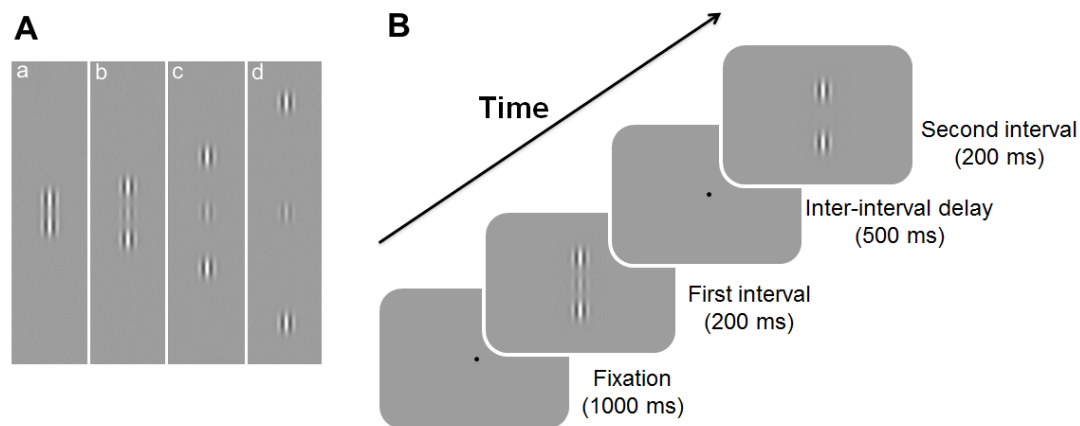 A
a
b
c
d
B
Time
Second interval
(200 ms)
Inter-interval delay
(500 ms)
First interval
(200 ms)
Fixation
(1000 ms)